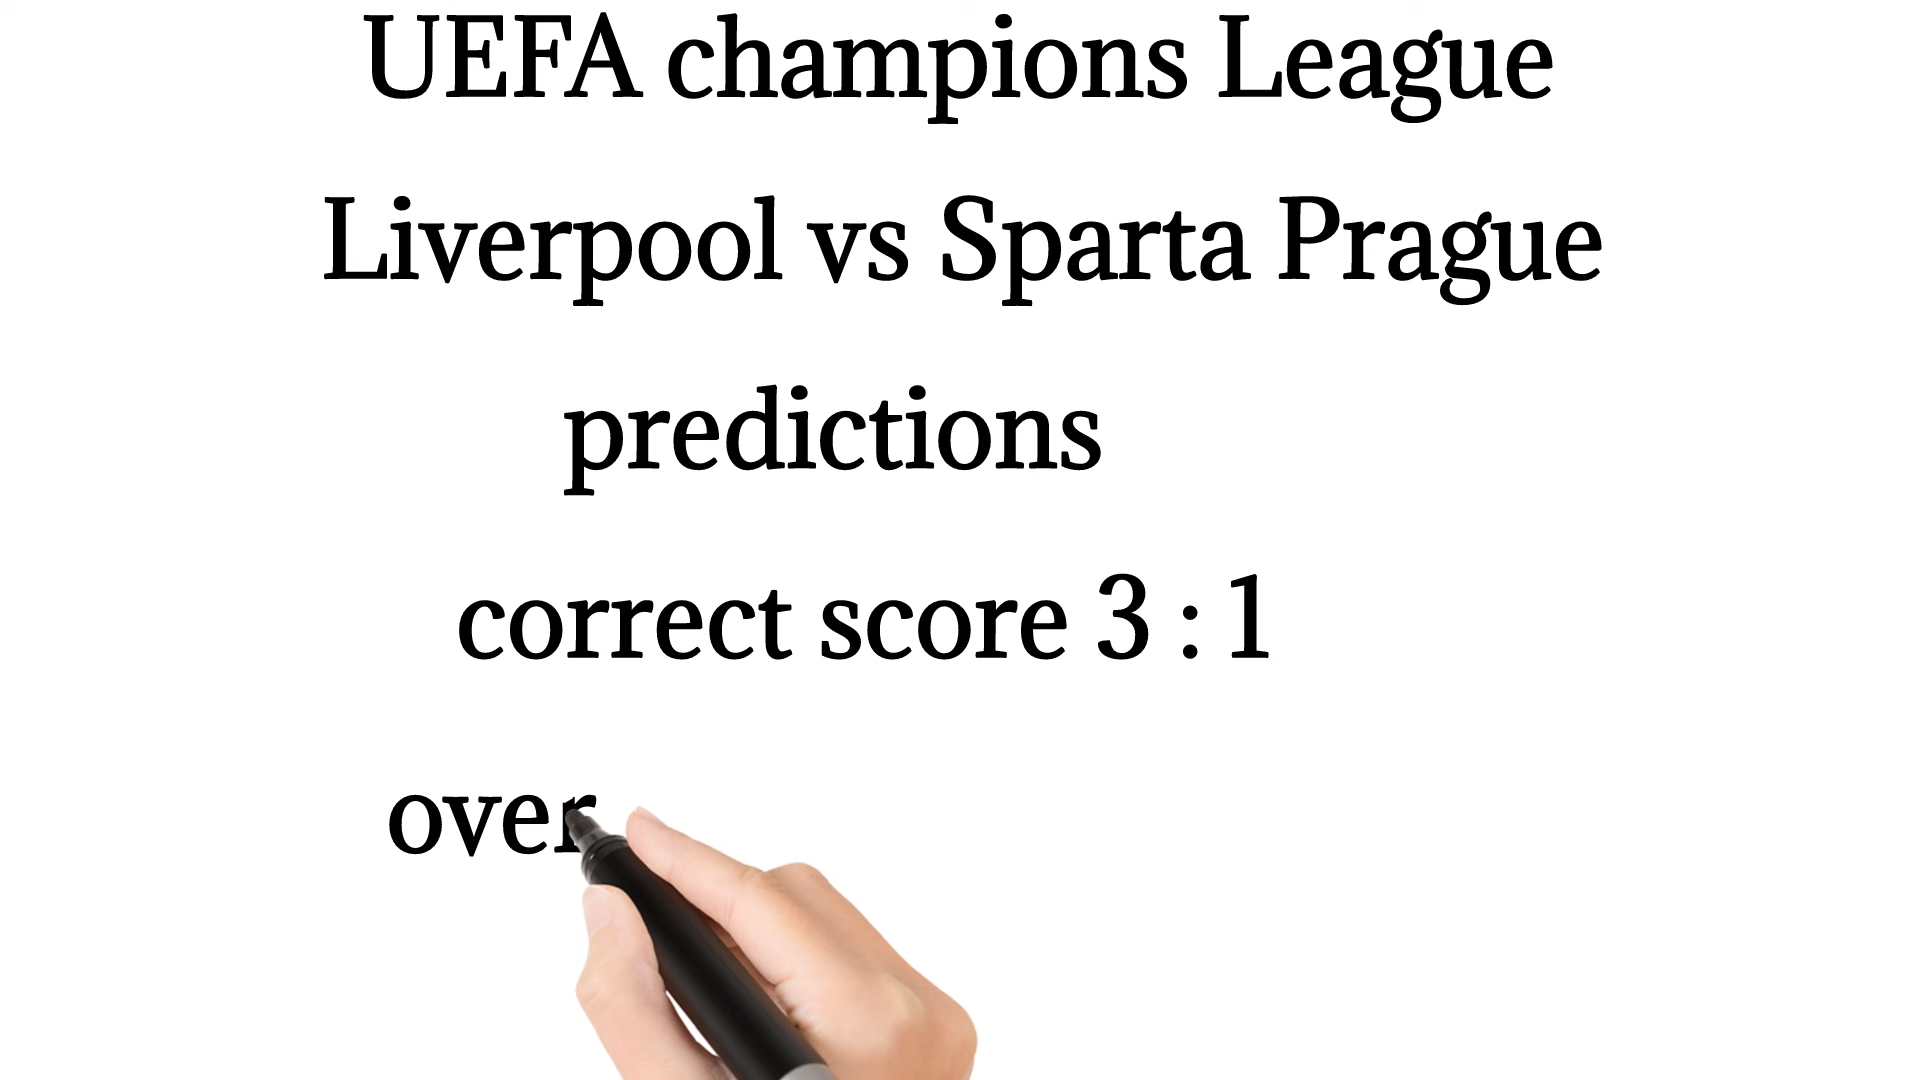 UEFA champions League
Liverpool vs Sparta Prague
predictions
correct score 3 : 1
over